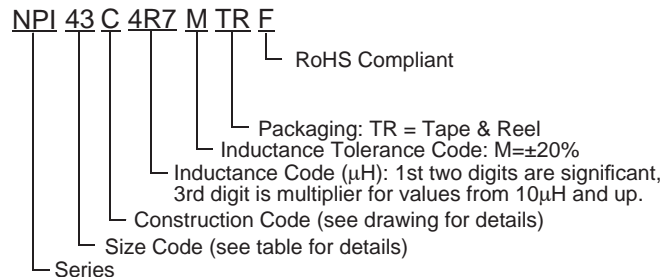 NPI 43 C 4R7 M TR F
RoHS Compliant
Packaging: TR = Tape & Reel
Inductance Tolerance Code: M=±20%
Inductance Code (μH): 1st two digits are significant,
3rd digit is multiplier for values from 10μH and up.
Construction Code (see drawing for details)
Size Code (see table for details)
Series